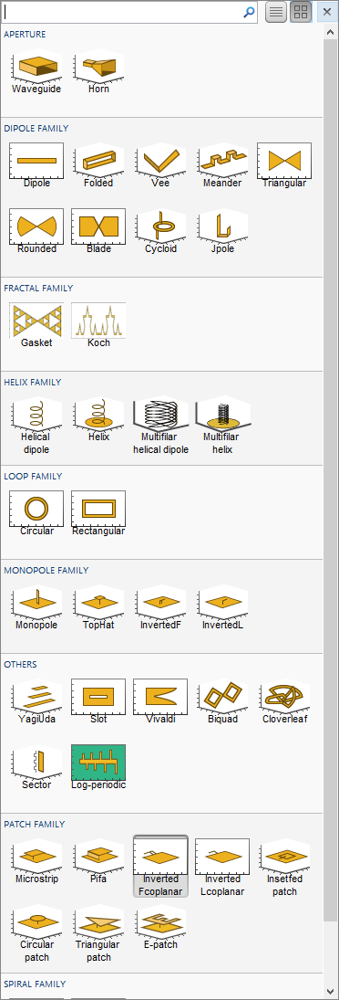 APERTURE
Waveguide Horn
DIPOLE FAMILY
Dipole Folded Vee Meander Triangular
Rounded Blade Cycloid Jpole
FRACTAL FAMILY
Gasket Koch
HELIX FAMILY
Helical Helix Multifilar Multifilar
dipole helical dipole helix
LOOP FAMILY
Circular Rectangular
MONOPOLE FAMILY
Monopole TopHat InvertedF InvertedL
OTHERS
YagiUda Slot Vivaldi Biquad Cloverleaf
Sector Log-periodic
PATCH FAMILY
Microstrip Pifa Inverted Inverted Insetfed
Fcoplanar Lcoplanar patch
Circular Triangular E-patch
patch patch
SPIRAL FAMILY